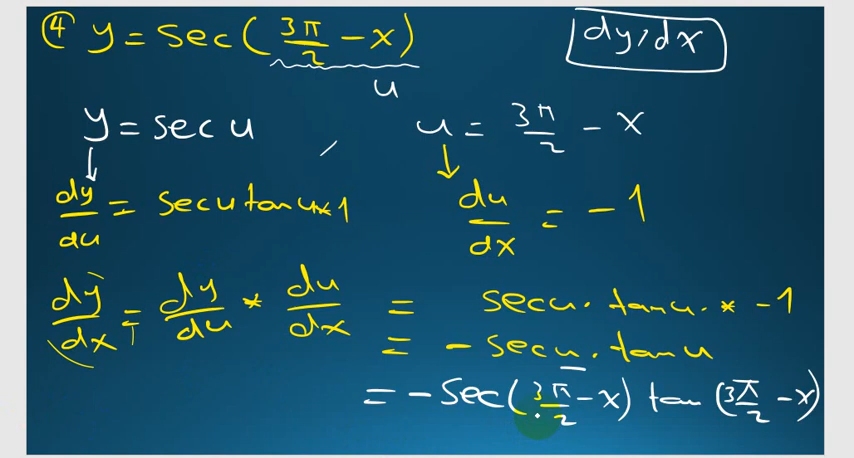 ④ y = sec(3π/2 - x)
dy/dx
u
y = sec u
u = 3π/2 - x
dy/du = sec u tan u * 1
du/dx = -1
dy/dx = dy/du * du/dx = sec u . tan u . * -1
= - sec u . tan u
= - sec(3π/2 - x) tan(3π/2 - x)